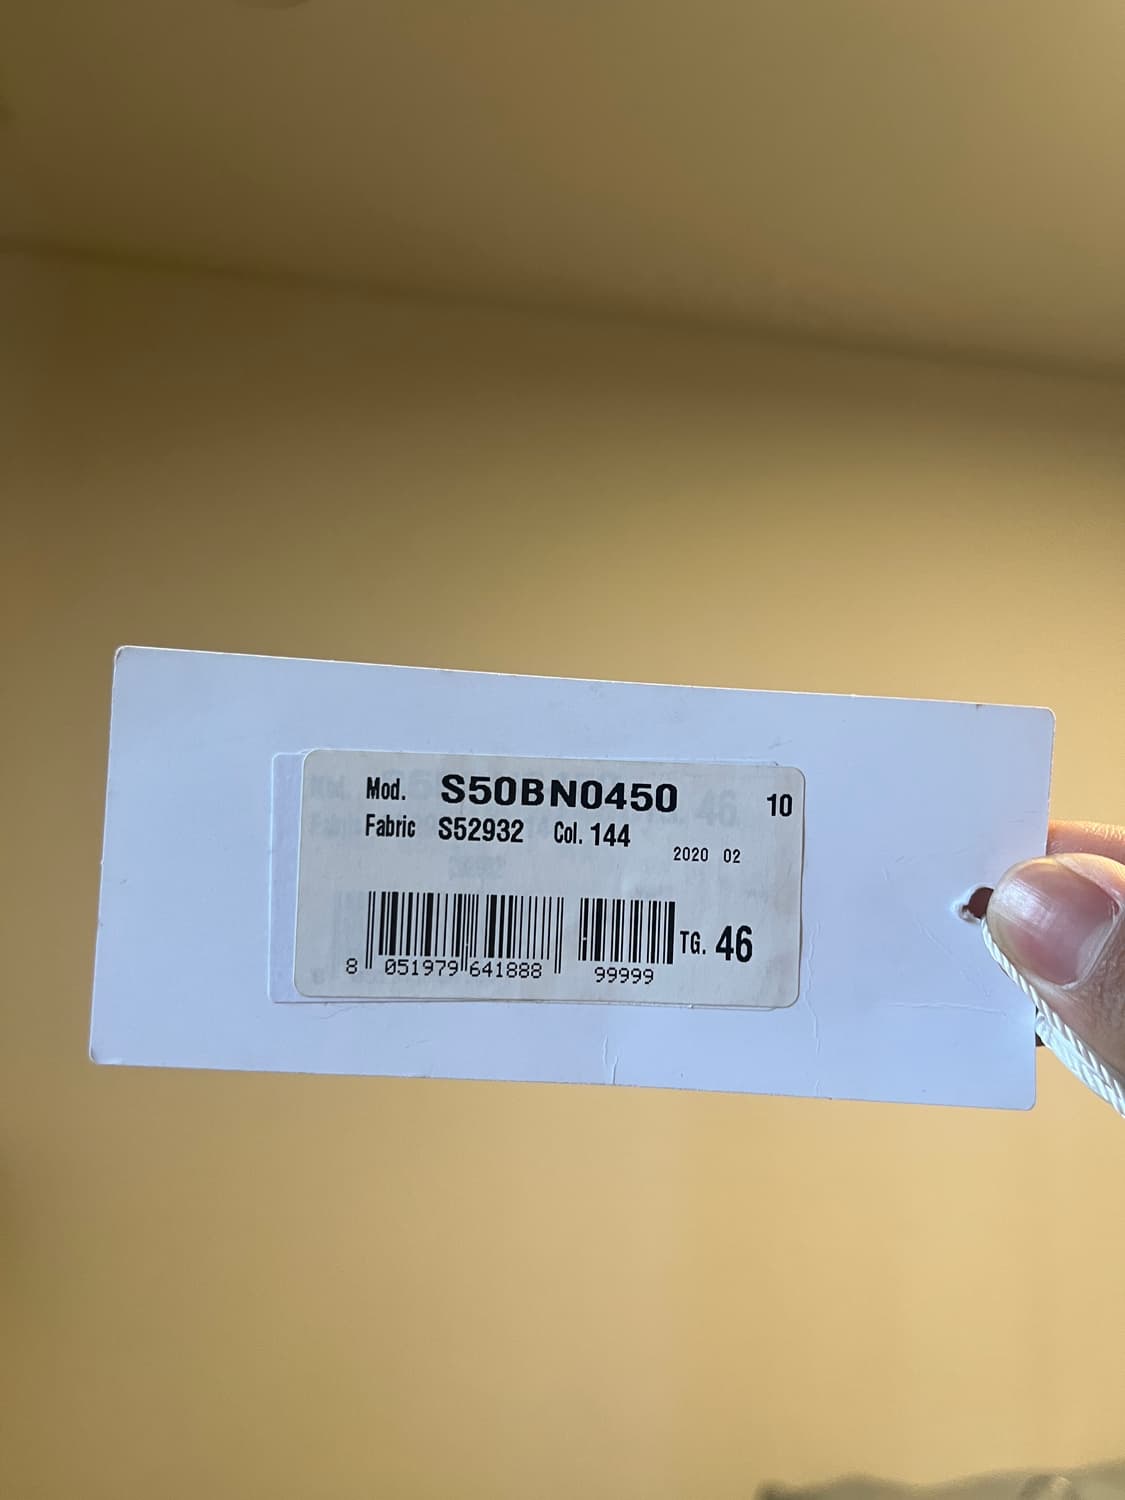 Mod. S50BN0450 10
Fabric S52932 Col. 144
2020 02
8 051979 641888 99999 TG. 46